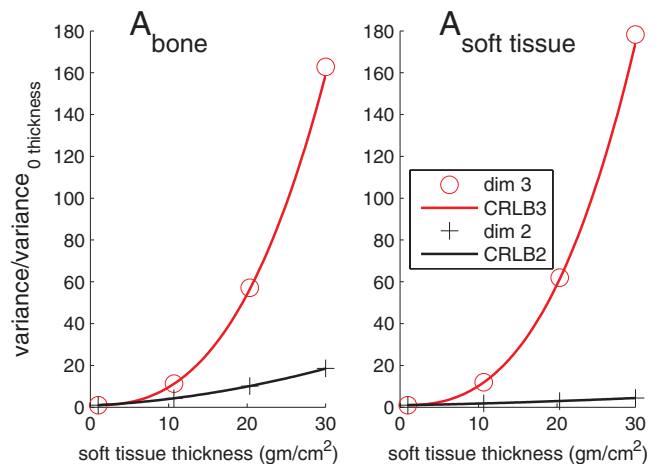 A bone
A soft tissue
variance/variance 0 thickness
180
160
140
120
100
80
60
40
20
0
0 10 20 30
soft tissue thickness (gm/cm²)
180
160
140
120
100
80
60
40
20
0
0 10 20 30
soft tissue thickness (gm/cm²)
dim 3
CRLB3
dim 2
CRLB2